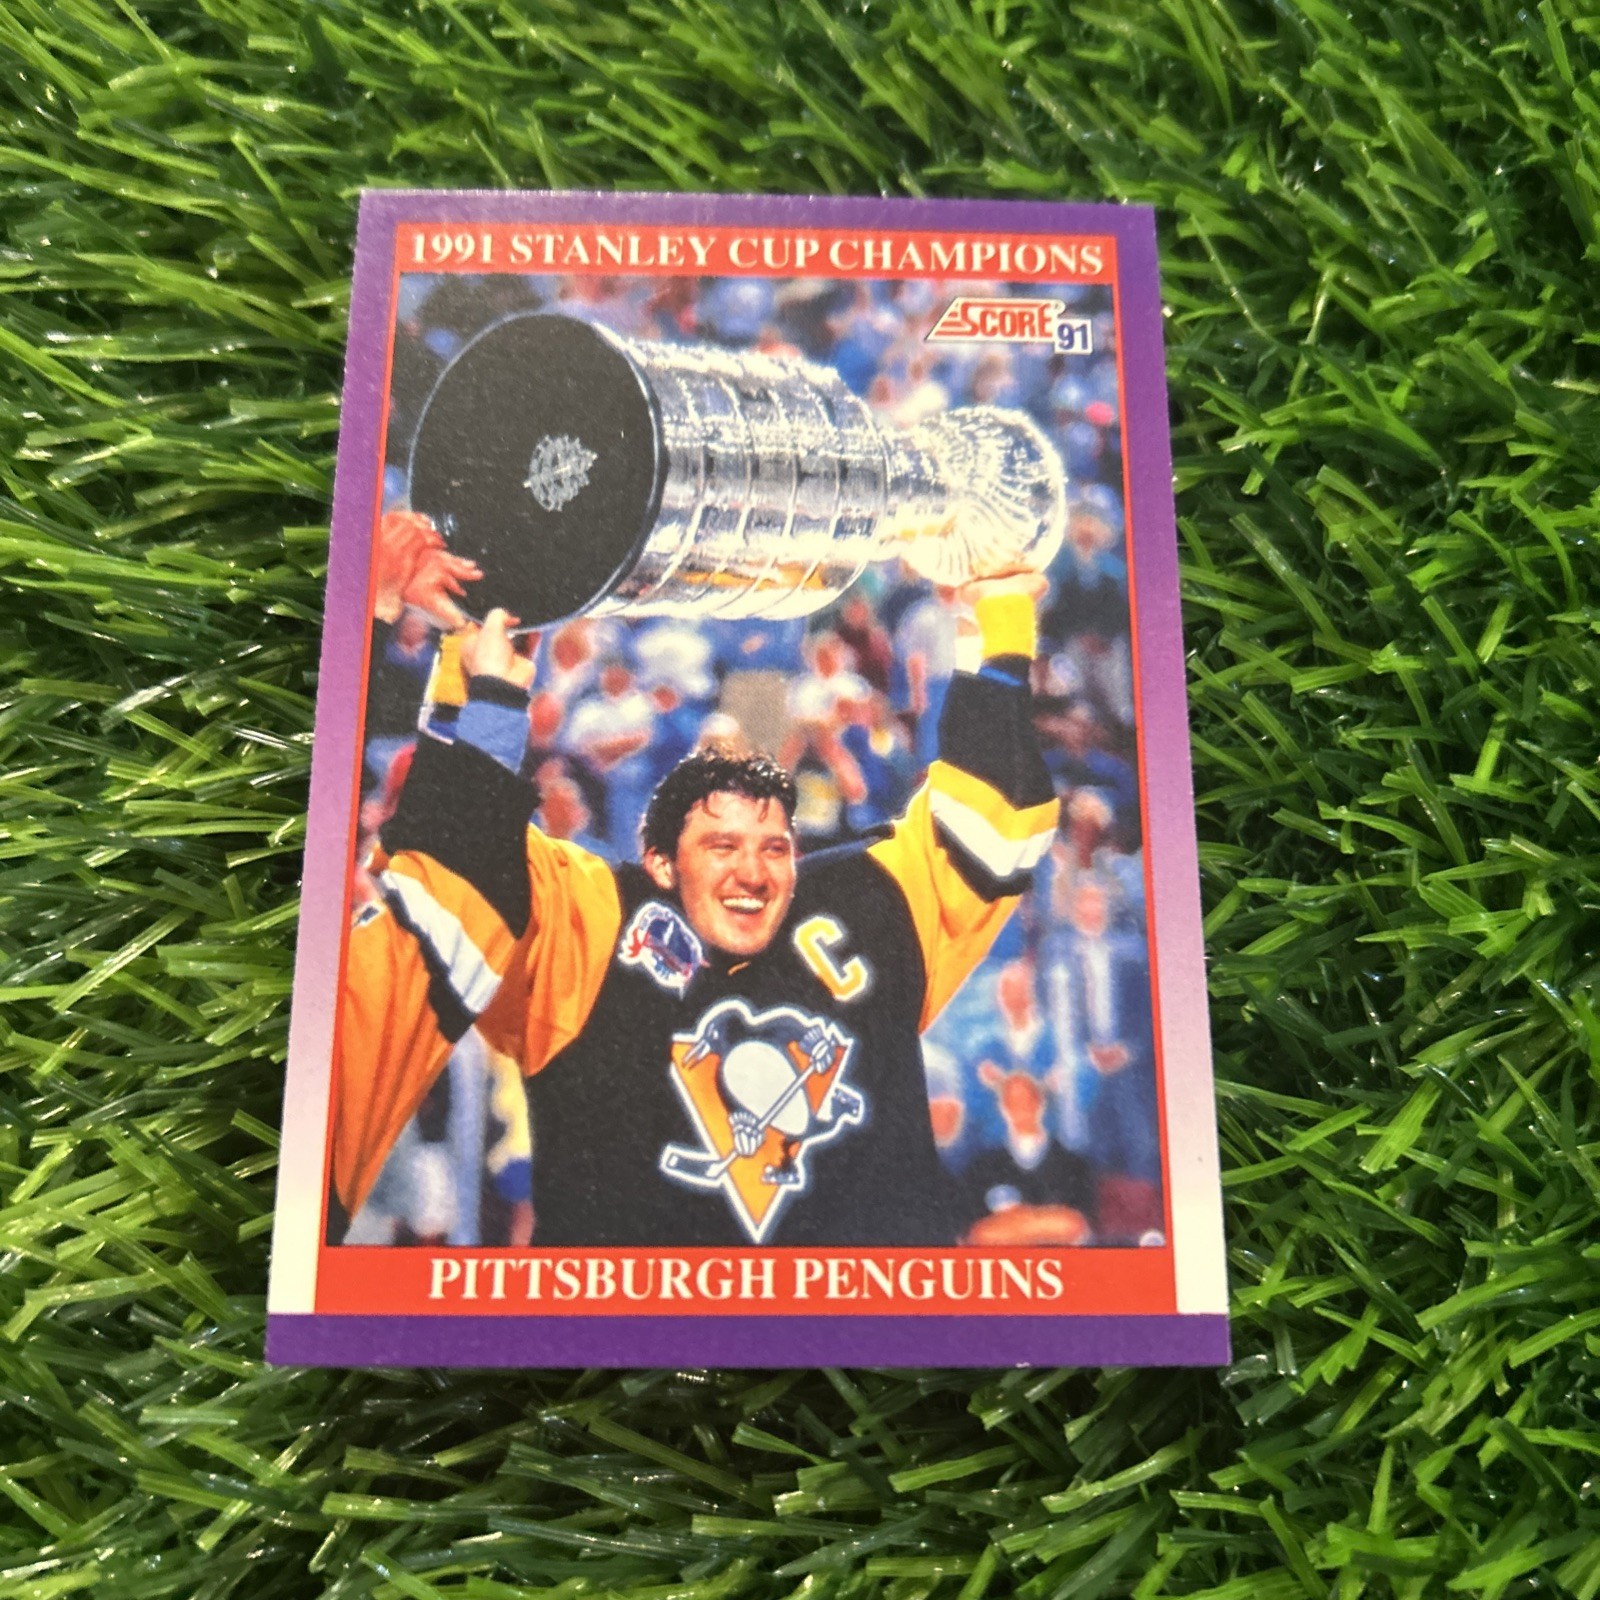 1991 STANLEY CUP CHAMPIONS
SCORE 91
C
PITTSBURGH PENGUINS